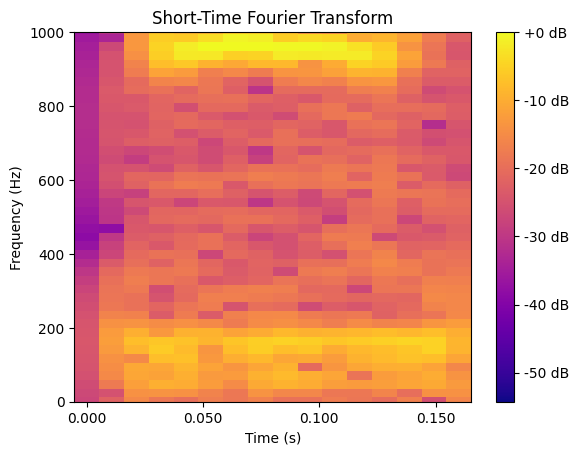 Short-Time Fourier Transform
1000
800
600
400
200
0
Frequency (Hz)
0.000
0.050
0.100
0.150
Time (s)
+0 dB
-10 dB
-20 dB
-30 dB
-40 dB
-50 dB